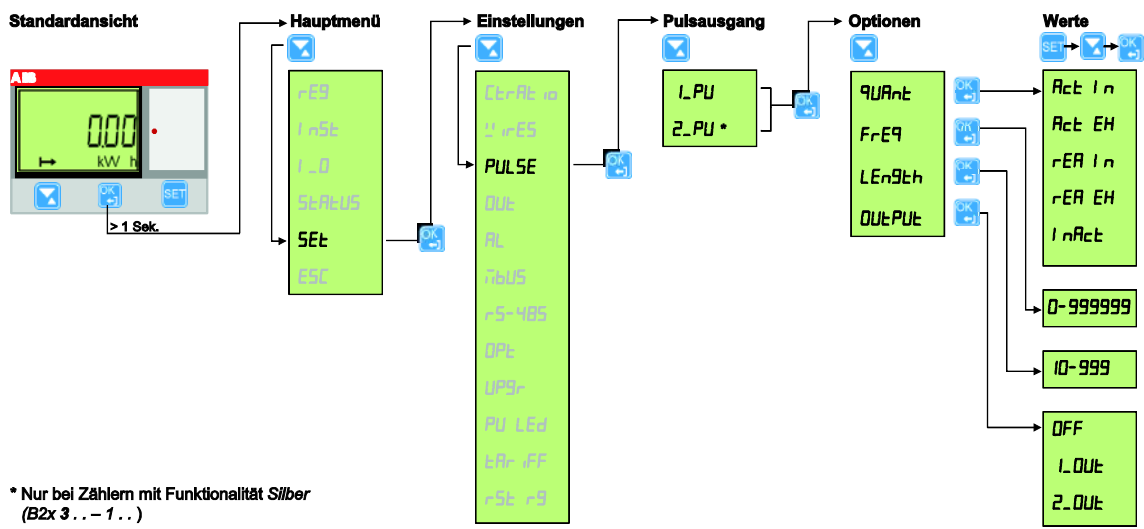 Standardansicht
Hauptmenü
Einstellungen
Pulsausgang
Optionen
Werte
ABB
0.00
kW h
OK
SET
> 1 Sek.
rEg
InSt
I_O
StAtUS
SEt
ESC
OK
CtrAtio
wirES
PULSE
OUt
AL
mbUS
rS-485
OPt
UPgr
PU LEd
tAriFF
rSt rg
OK
1_PU
2_PU *
OK
qUAnt
FrEq
LEngth
OUtPUt
OK
OK
OK
OK
SET
OK
Act In
Act EH
rEA In
rEA EH
InAct
0-999999
10-999
OFF
1_OUt
2_OUt
* Nur bei Zählern mit Funktionalität Silber
(B2x 3 . . – 1 . . )